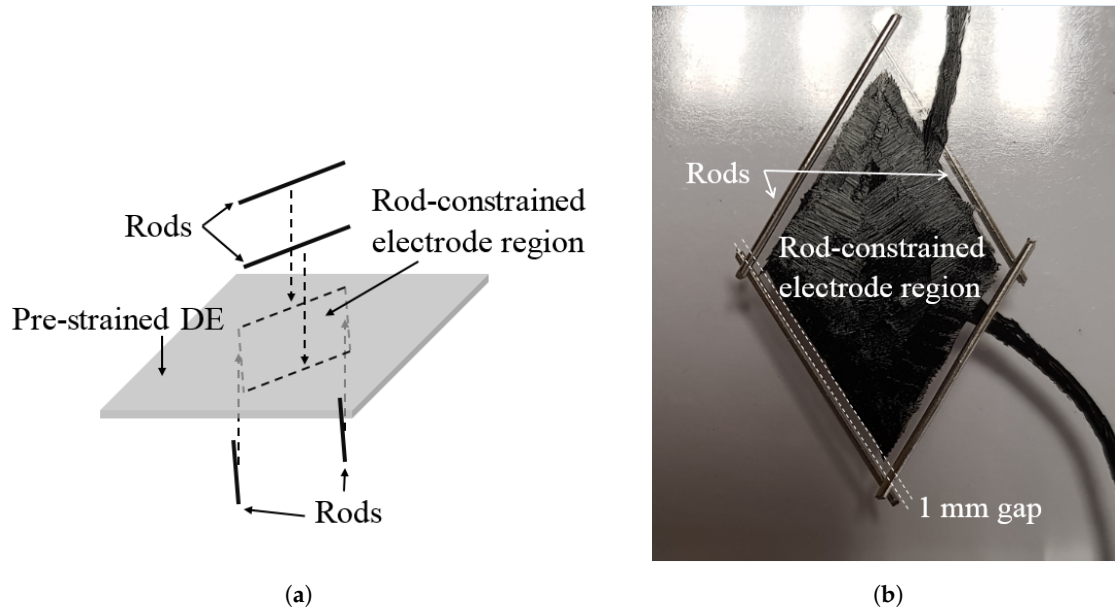 Rods
Rod-constrained
electrode region
Pre-strained DE
Rods
(a)
Rods
Rod-constrained
electrode region
1 mm gap
(b)